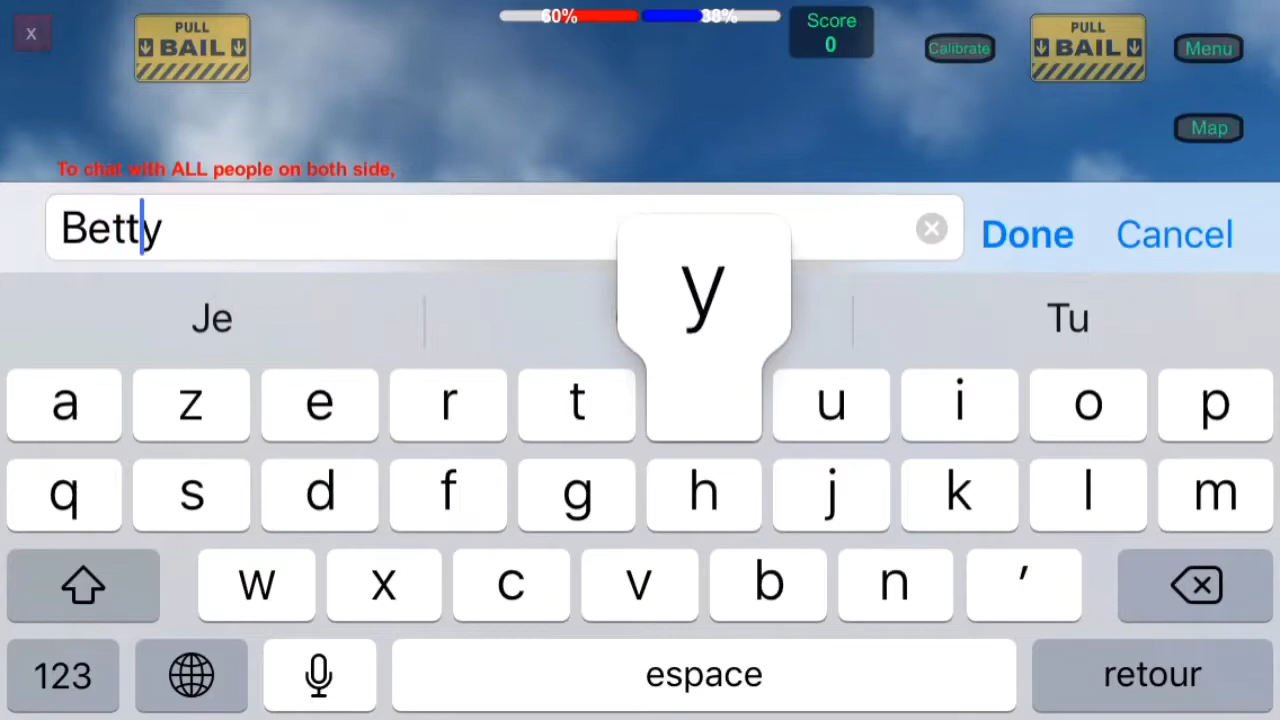 x
PULL
BAIL
60%
38%
Score
0
Calibrate
PULL
BAIL
Menu
Map
To chat with ALL people on both side,
Betty
Done
Cancel
Je
y
Tu
a z e r t u i o p
q s d f g h j k l m
w x c v b n ’
123
espace
retour